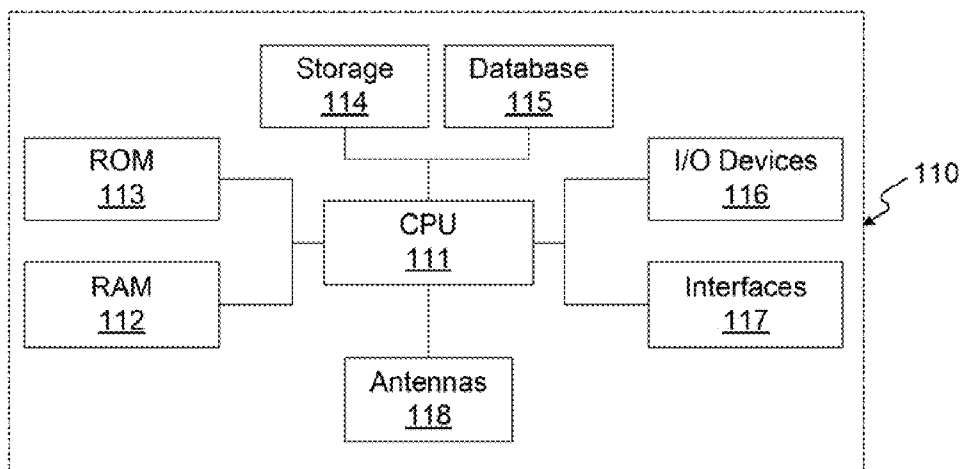 Storage
114
Database
115
ROM
113
I/O Devices
116
110
CPU
111
RAM
112
Interfaces
117
Antennas
118